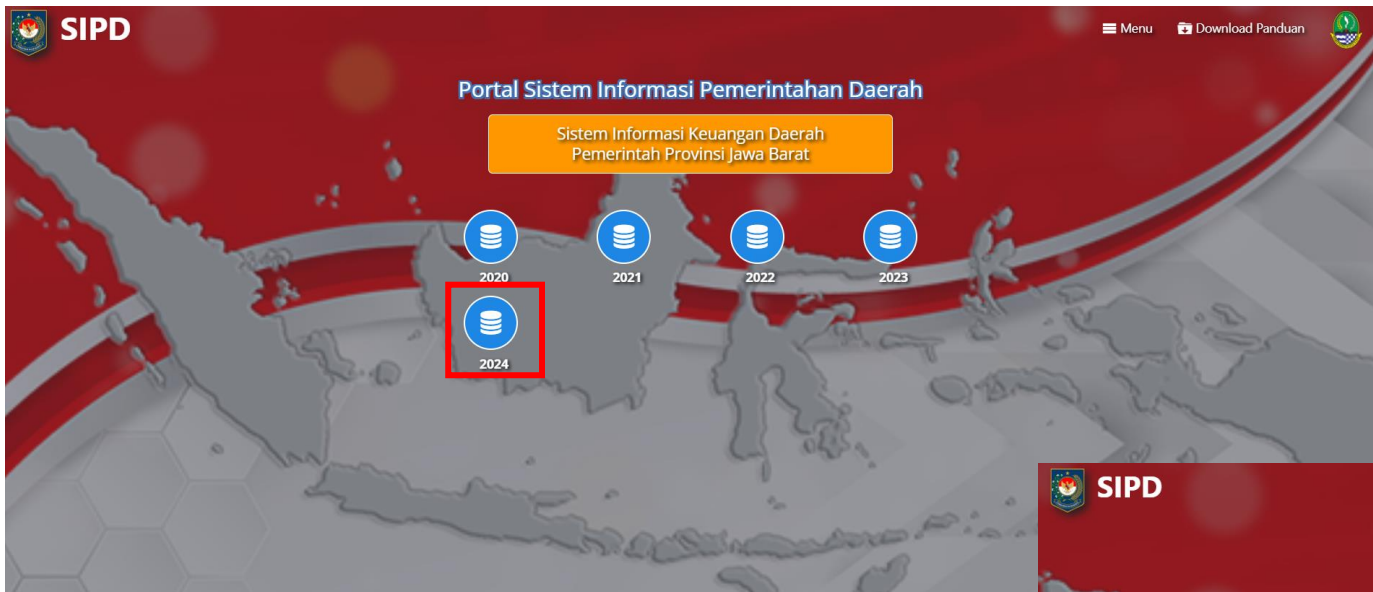 SIPD
Menu
Download Panduan
Portal Sistem Informasi Pemerintahan Daerah
Sistem Informasi Keuangan Daerah
Pemerintah Provinsi Jawa Barat
2020
2021
2022
2023
2024
SIPD